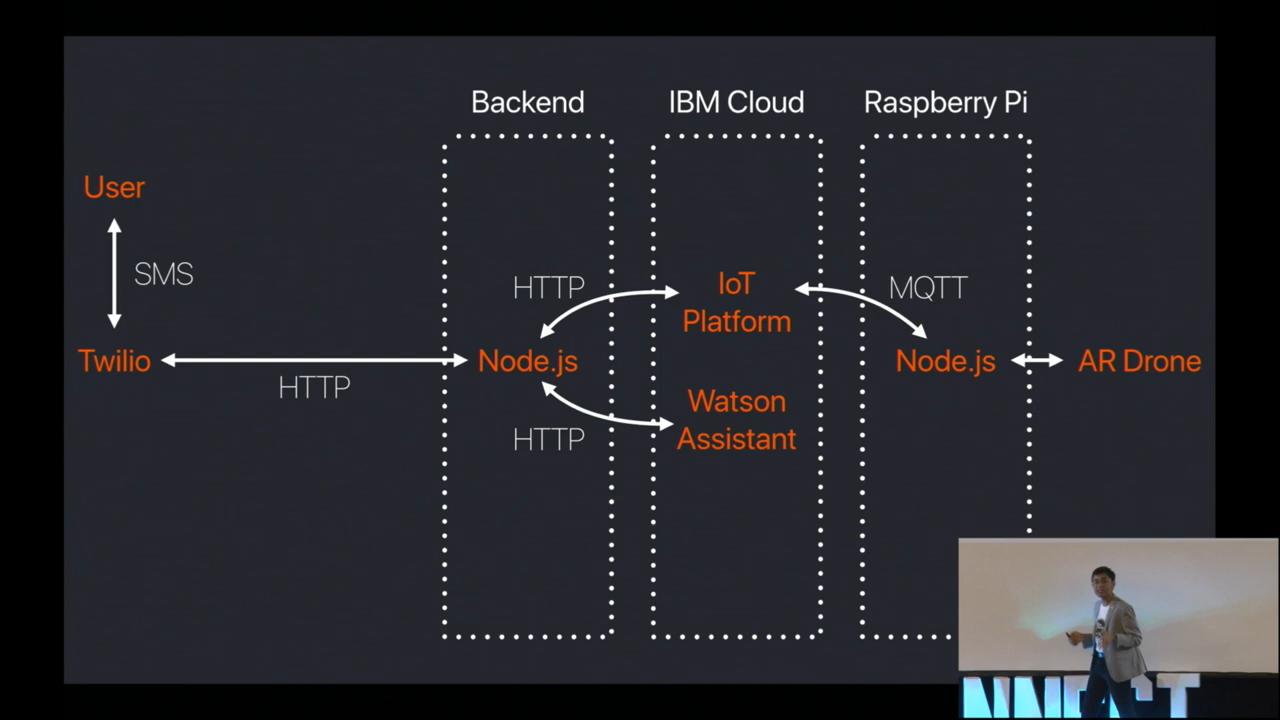 Backend
IBM Cloud
Raspberry Pi
User
SMS
Twilio
HTTP
Node.js
HTTP
HTTP
IoT
Platform
Watson
Assistant
MQTT
Node.js
AR Drone